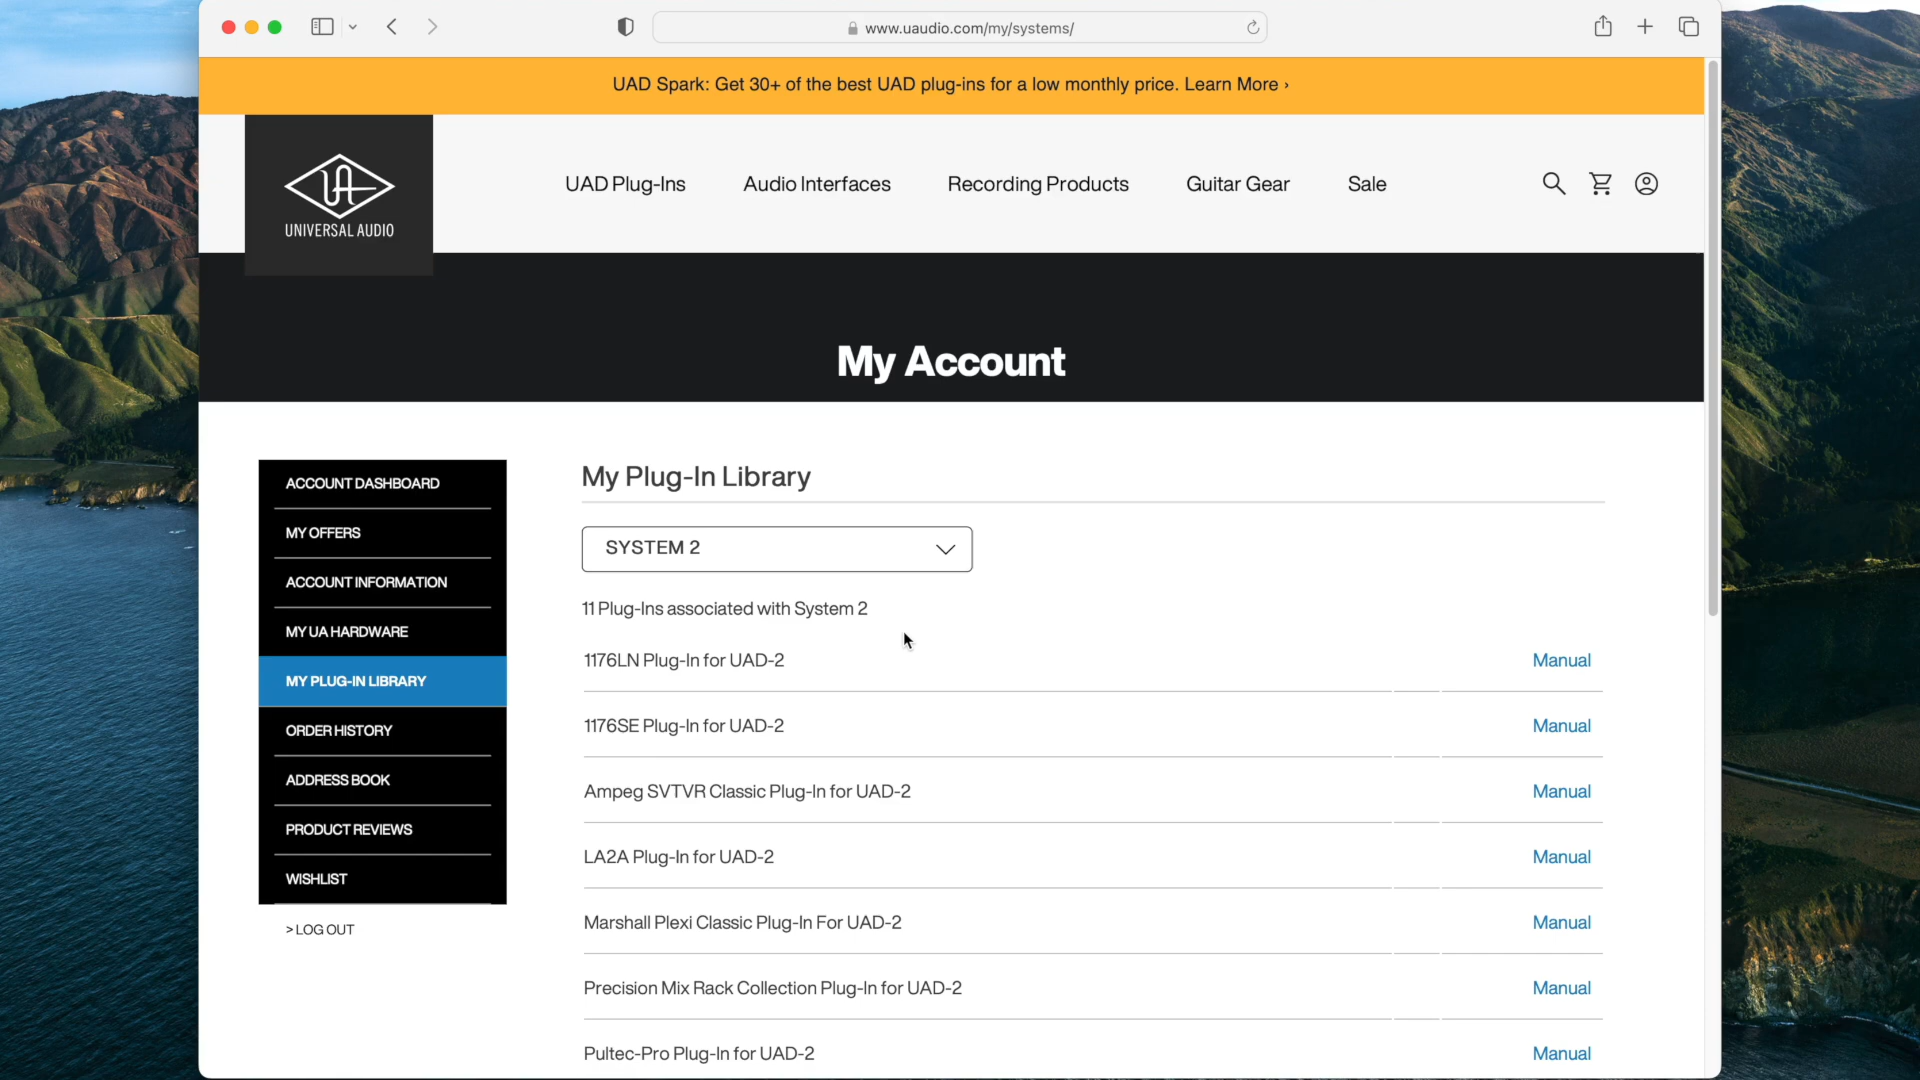 www.uaudio.com/my/systems/
UAD Spark: Get 30+ of the best UAD plug-ins for a low monthly price. Learn More ›
UA
UNIVERSAL AUDIO
UAD Plug-Ins
Audio Interfaces
Recording Products
Guitar Gear
Sale
My Account
ACCOUNT DASHBOARD
MY OFFERS
ACCOUNT INFORMATION
MY UA HARDWARE
MY PLUG-IN LIBRARY
ORDER HISTORY
ADDRESS BOOK
PRODUCT REVIEWS
WISHLIST
> LOG OUT
My Plug-In Library
SYSTEM 2
11 Plug-Ins associated with System 2
1176LN Plug-In for UAD-2 Manual
1176SE Plug-In for UAD-2 Manual
Ampeg SVTVR Classic Plug-In for UAD-2 Manual
LA2A Plug-In for UAD-2 Manual
Marshall Plexi Classic Plug-In For UAD-2 Manual
Precision Mix Rack Collection Plug-In for UAD-2 Manual
Pultec-Pro Plug-In for UAD-2 Manual